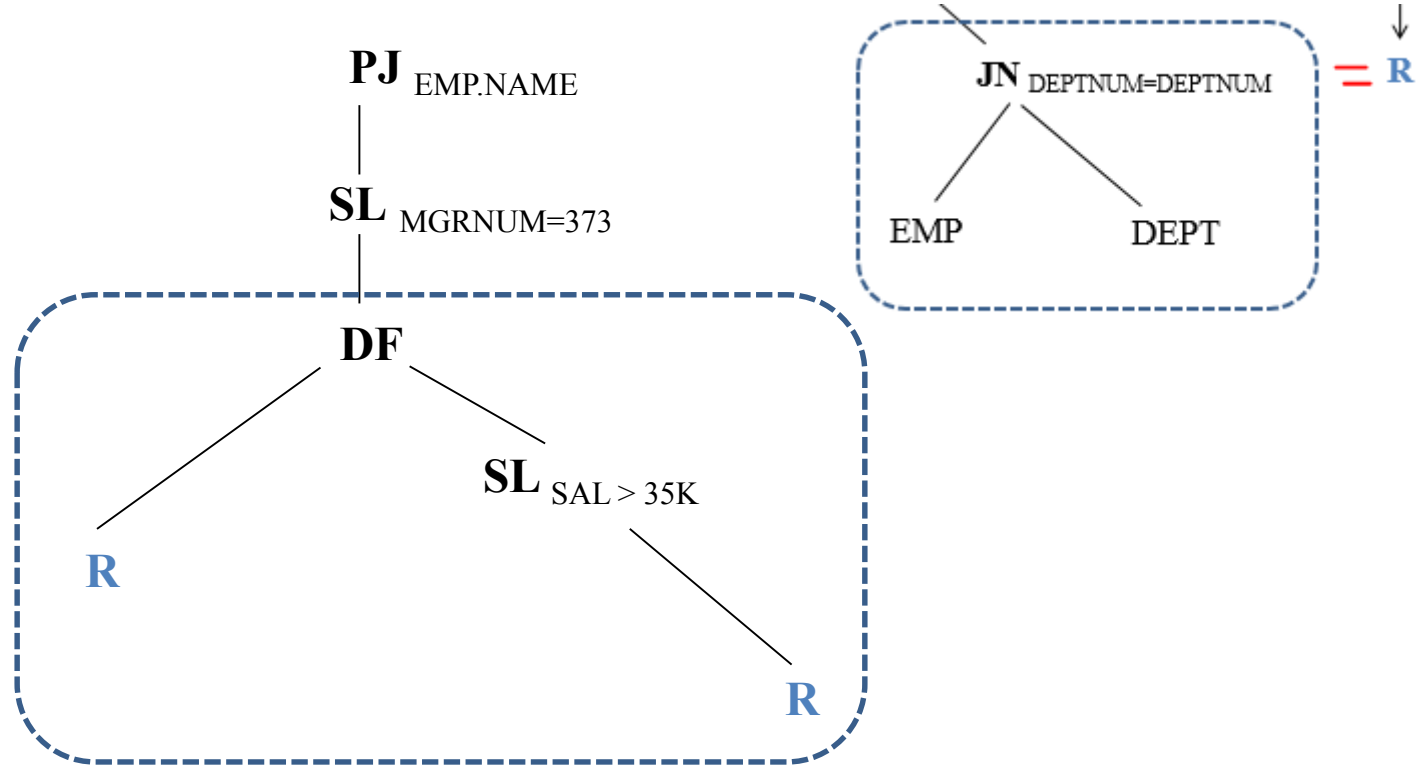 PJ EMP.NAME
SL MGRNUM=373
DF
SL SAL > 35K
R
R
JN DEPTNUM=DEPTNUM
EMP
DEPT
= R